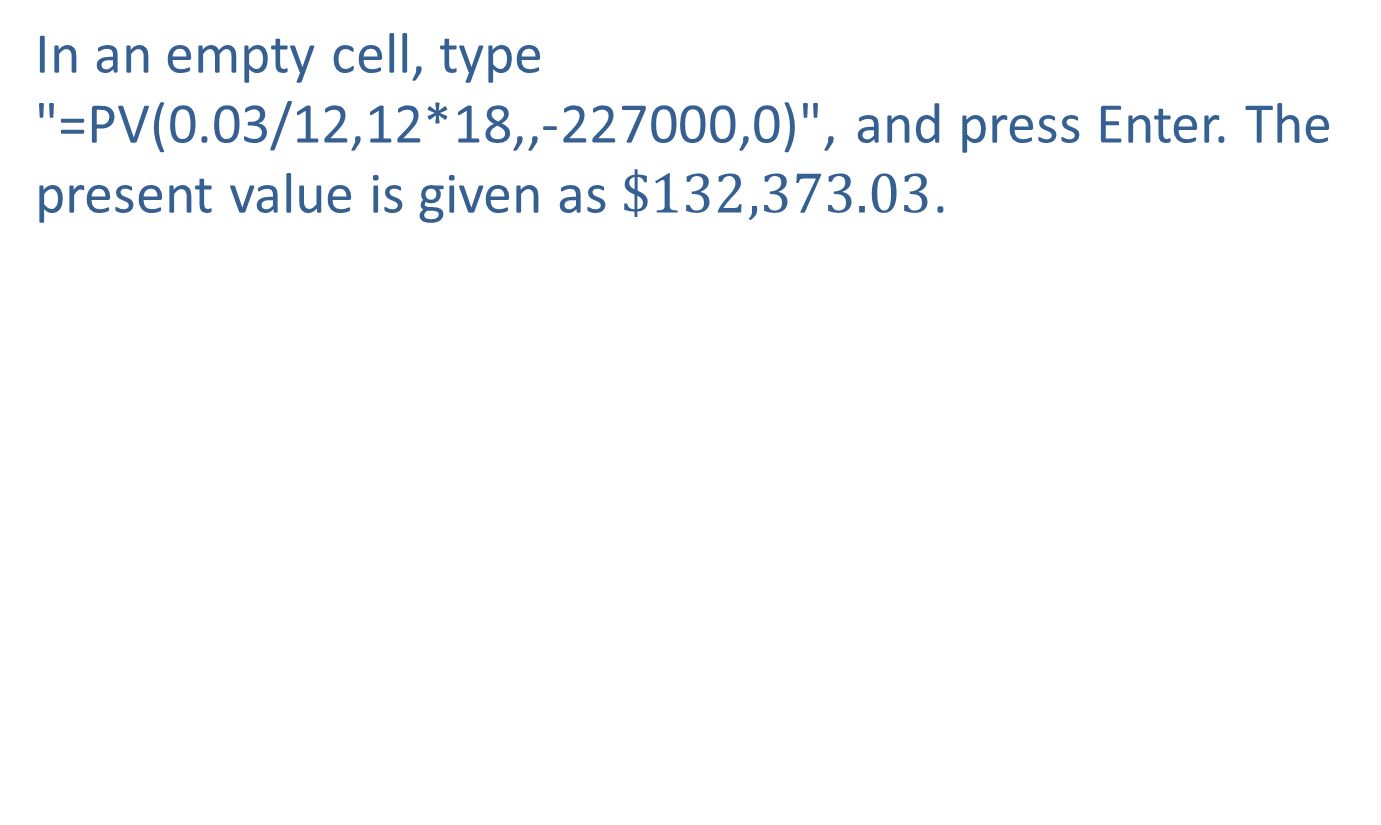 In an empty cell, type
"=PV(0.03/12,12*18,,-227000,0)", and press Enter. The
present value is given as $132,373.03.